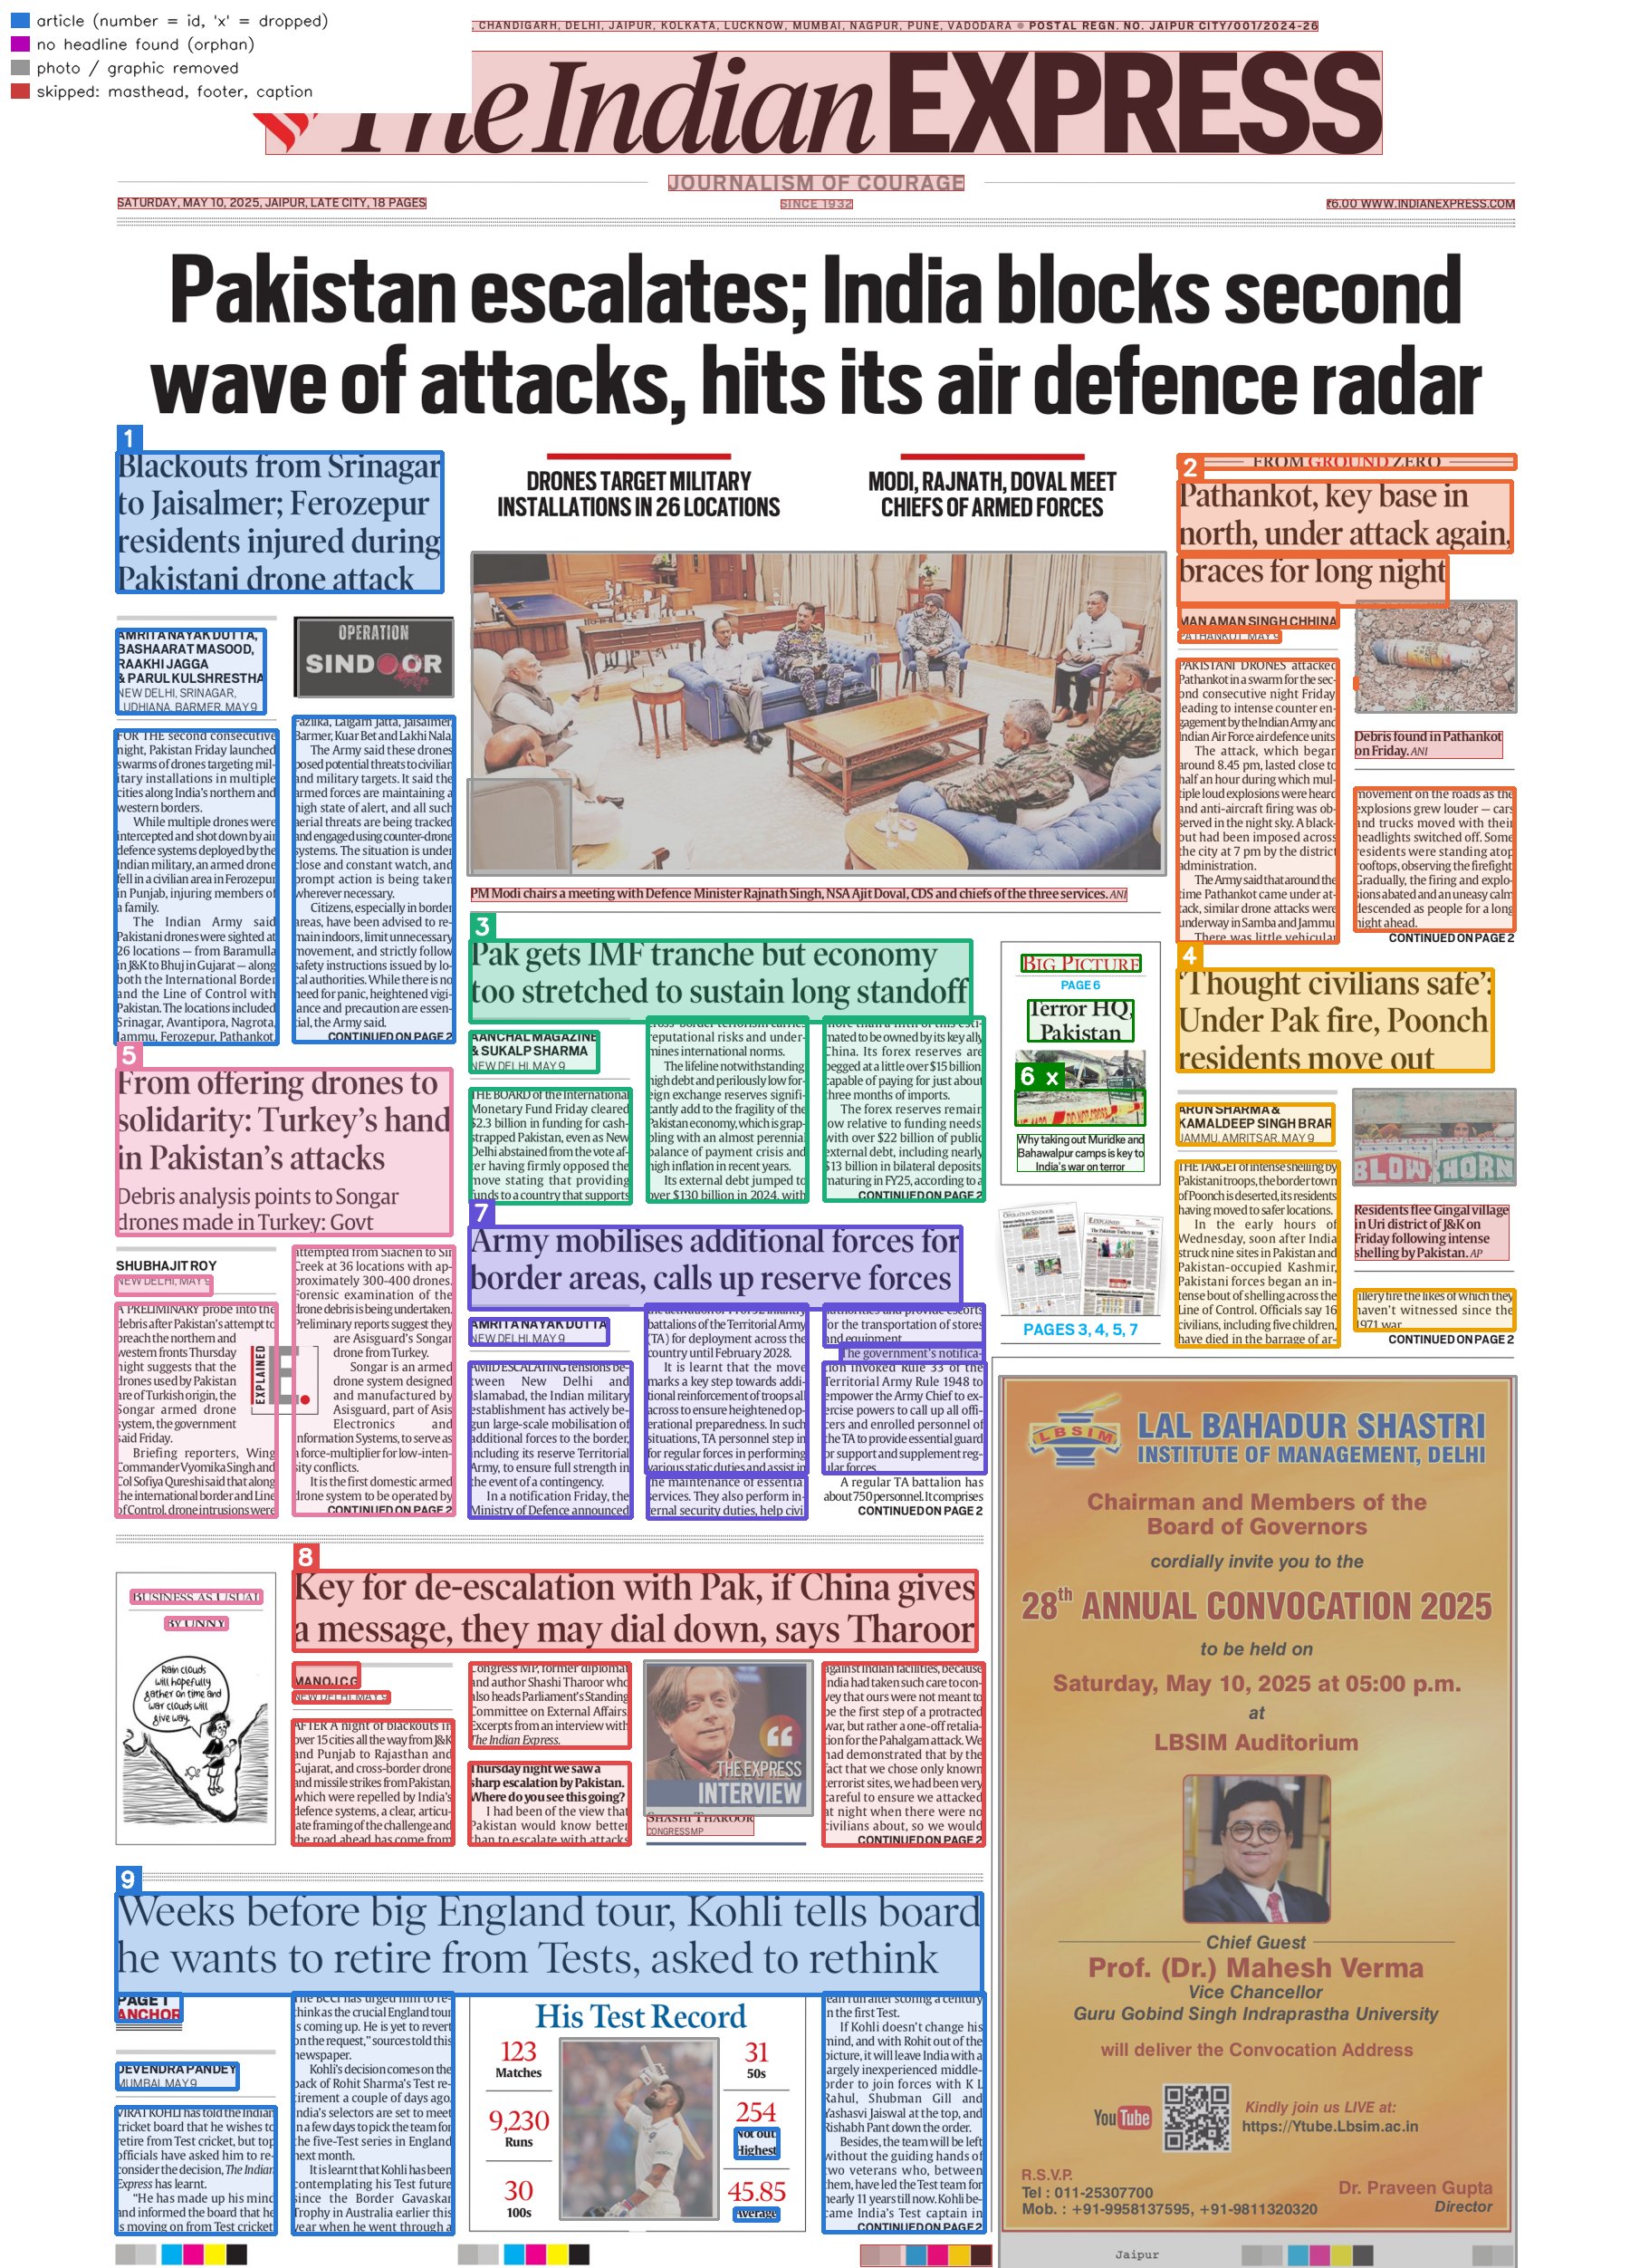 article (number = id, 'x' = dropped)
no headline found (orphan)
photo / graphic removed
skipped: masthead, footer, caption
, CHANDIGARH, DELHI, JAIPUR, KOLKATA, LUCKNOW, MUMBAI, NAGPUR, PUNE, VADODARA ● POSTAL REGN. NO. JAIPUR CITY/001/2024-26
The Indian EXPRESS
JOURNALISM OF COURAGE
SATURDAY, MAY 10, 2025, JAIPUR, LATE CITY, 18 PAGES
SINCE 1932
₹6.00 WWW.INDIANEXPRESS.COM
Pakistan escalates; India blocks second
wave of attacks, hits its air defence radar
1
Blackouts from Srinagar
to Jaisalmer; Ferozepur
residents injured during
Pakistani drone attack
AMRITA NAYAK DUTTA,
BASHAARAT MASOOD,
RAAKHI JAGGA
& PARUL KULSHRESTHA
NEW DELHI, SRINAGAR,
LUDHIANA, BARMER, MAY 9
OPERATION
SINDOOR
FOR THE second consecutive
night, Pakistan Friday launched
swarms of drones targeting mil-
itary installations in multiple
cities along India's northern and
western borders.
While multiple drones were
intercepted and shot down by air
defence systems deployed by the
Indian military, an armed drone
fell in a civilian area in Ferozepur
in Punjab, injuring members of
a family.
The Indian Army said
Pakistani drones were sighted at
26 locations — from Baramulla
in J&K to Bhuj in Gujarat — along
both the International Border
and the Line of Control with
Pakistan. The locations included
Srinagar, Avantipora, Nagrota,
Jammu, Ferozepur, Pathankot,
Fazilka, Lalgarh Jatta, Jaisalmer,
Barmer, Kuar Bet and Lakhi Nala.
The Army said these drones
posed potential threats to civilian
and military targets. It said the
armed forces are maintaining a
high state of alert, and all such
aerial threats are being tracked
and engaged using counter-drone
systems. The situation is under
close and constant watch, and
prompt action is being taken
wherever necessary.
Citizens, especially in border
areas, have been advised to re-
main indoors, limit unnecessary
movement, and strictly follow
safety instructions issued by lo-
cal authorities. While there is no
need for panic, heightened vigi-
lance and precaution are essen-
tial, the Army said.
CONTINUED ON PAGE 2
DRONES TARGET MILITARY
INSTALLATIONS IN 26 LOCATIONS
MODI, RAJNATH, DOVAL MEET
CHIEFS OF ARMED FORCES
PM Modi chairs a meeting with Defence Minister Rajnath Singh, NSA Ajit Doval, CDS and chiefs of the three services. ANI
2
FROM GROUND ZERO
Pathankot, key base in
north, under attack again,
braces for long night
MAN AMAN SINGH CHHINA
PATHANKOT, MAY 9
PAKISTANI DRONES attacked
Pathankot in a swarm for the sec-
ond consecutive night Friday
leading to intense counter en-
gagement by the Indian Army and
Indian Air Force air defence units.
The attack, which began
around 8.45 pm, lasted close to
half an hour during which mul-
tiple loud explosions were heard
and anti-aircraft firing was ob-
served in the night sky. A black-
out had been imposed across
the city at 7 pm by the district
administration.
The Army said that around the
time Pathankot came under at-
tack, similar drone attacks were
underway in Samba and Jammu.
There was little vehicular
Debris found in Pathankot
on Friday. ANI
movement on the roads as the
explosions grew louder — cars
and trucks moved with their
headlights switched off. Some
residents were standing atop
rooftops, observing the firefight.
Gradually, the firing and explo-
sions abated and an uneasy calm
descended as people for a long
night ahead.
CONTINUED ON PAGE 2
3
Pak gets IMF tranche but economy
too stretched to sustain long standoff
AANCHAL MAGAZINE
& SUKALP SHARMA
NEW DELHI, MAY 9
THE BOARD of the International
Monetary Fund Friday cleared
$2.3 billion in funding for cash-
strapped Pakistan, even as New
Delhi abstained from the vote af-
ter having firmly opposed the
move stating that providing
funds to a country that supports
cross-border terrorism carries
reputational risks and under-
mines international norms.
The lifeline notwithstanding
high debt and perilously low for-
eign exchange reserves signifi-
cantly add to the fragility of the
Pakistan economy, which is grap-
pling with an almost perennial
balance of payment crisis and
high inflation in recent years.
Its external debt jumped to
over $130 billion in 2024, with
more than a fifth of this esti-
mated to be owned by its key ally
China. Its forex reserves are
pegged at a little over $15 billion,
capable of paying for just about
three months of imports.
The forex reserves remain
low relative to funding needs
with over $22 billion of public
external debt, including nearly
$13 billion in bilateral deposits,
maturing in FY25, according to a
CONTINUED ON PAGE 2
BIG PICTURE
PAGE 6
Terror HQ,
Pakistan
6 x
DO NOT CROSS
Why taking out Muridke and
Bahawalpur camps is key to
India's war on terror
OPERATION SINDOOR
EXPLAINED
PAGES 3, 4, 5, 7
4
'Thought civilians safe':
Under Pak fire, Poonch
residents move out
ARUN SHARMA &
KAMALDEEP SINGH BRAR
JAMMU, AMRITSAR, MAY 9
THE TARGET of intense shelling by
Pakistani troops, the border town
of Poonch is deserted, its residents
having moved to safer locations.
In the early hours of
Wednesday, soon after India
struck nine sites in Pakistan and
Pakistan-occupied Kashmir,
Pakistani forces began an in-
tense bout of shelling across the
Line of Control. Officials say 16
civilians, including five children,
have died in the barrage of ar-
BLOW HORN
Residents flee Gingal village
in Uri district of J&K on
Friday following intense
shelling by Pakistan. AP
tillery fire the likes of which they
haven't witnessed since the
1971 war.
CONTINUED ON PAGE 2
5
From offering drones to
solidarity: Turkey's hand
in Pakistan's attacks
Debris analysis points to Songar
drones made in Turkey: Govt
SHUBHAJIT ROY
NEW DELHI, MAY 9
A PRELIMINARY probe into the
debris after Pakistan's attempt to
breach the northern and
western fronts Thursday
night suggests that the
drones used by Pakistan
are of Turkish origin, the
Songar armed drone
system, the government
said Friday.
Briefing reporters, Wing
Commander Vyomika Singh and
Col Sofiya Qureshi said that along
the international border and Line
of Control, drone intrusions were
EXPLAINED
E.
attempted from Siachen to Sir
Creek at 36 locations with ap-
proximately 300-400 drones.
Forensic examination of the
drone debris is being undertaken.
Preliminary reports suggest they
are Asiguard's Songar
drone from Turkey.
Songar is an armed
drone system designed
and manufactured by
Asisguard, part of Asis
Electronics and
Information Systems, to serve as
a force-multiplier for low-inten-
sity conflicts.
It is the first domestic armed
drone system to be operated by
CONTINUED ON PAGE 2
7
Army mobilises additional forces for
border areas, calls up reserve forces
AMRITA NAYAK DUTTA
NEW DELHI, MAY 9
AMID ESCALATING tensions be-
tween New Delhi and
Islamabad, the Indian military
establishment has actively be-
gun large-scale mobilisation of
additional forces to the border,
including its reserve Territorial
Army, to ensure full strength in
the event of a contingency.
In a notification Friday, the
Ministry of Defence announced
battalions of the Territorial Army
(TA) for deployment across the
country until February 2028.
It is learnt that the move
marks a key step towards addi-
tional reinforcement of troops all
across to ensure heightened op-
erational preparedness. In such
situations, TA personnel step in
for regular forces in performing
various static duties and assist in
the maintenance of essential
services. They also perform in-
ternal security duties, help civil
authorities and provide escorts
for the transportation of stores
and equipment.
The government's notifica-
tion invoked Rule 33 of the
Territorial Army Rule 1948 to
empower the Army Chief to ex-
ercise powers to call up all offi-
cers and enrolled personnel of
the TA to provide essential guard
or support and supplement reg-
ular forces.
A regular TA battalion has
about 750 personnel. It comprises
CONTINUED ON PAGE 2
BUSINESS AS USUAL
BY UNNY
Rain clouds
will hopefully
gather on time and
war clouds will
give way.
8
Key for de-escalation with Pak, if China gives
a message, they may dial down, says Tharoor
MANOJ C G
NEW DELHI, MAY 9
AFTER A night of blackouts in
over 15 cities all the way from J&K
and Punjab to Rajasthan and
Gujarat, and cross-border drone
and missile strikes from Pakistan,
which were repelled by India's
defence systems, a clear, articu-
late framing of the challenge and
the road ahead has come from
Congress MP, former diplomat
and author Shashi Tharoor who
also heads Parliament's Standing
Committee on External Affairs.
Excerpts from an interview with
The Indian Express.
Thursday night we saw a
sharp escalation by Pakistan.
Where do you see this going?
I had been of the view that
Pakistan would know better
than to escalate with attacks
THE EXPRESS
INTERVIEW
SHASHI THAROOR
CONGRESS MP
against Indian facilities, because
India had taken such care to con-
vey that ours were not meant to
be the first step of a protracted
war, but rather a one-off retalia-
tion for the Pahalgam attack. We
had demonstrated that by the
fact that we chose only known
terrorist sites, we had been very
careful to ensure we attacked
at night when there were no
civilians about, so we would
CONTINUED ON PAGE 2
9
Weeks before big England tour, Kohli tells board
he wants to retire from Tests, asked to rethink
PAGE 1
ANCHOR
DEVENDRA PANDEY
MUMBAI, MAY 9
VIRAT KOHLI has told the Indian
cricket board that he wishes to
retire from Test cricket, but top
officials have asked him to re-
consider the decision, The Indian
Express has learnt.
"He has made up his mind
and informed the board that he
is moving on from Test cricket.
The BCCI has urged him to re-
think as the crucial England tour
is coming up. He is yet to revert
on the request," sources told this
newspaper.
Kohli's decision comes on the
back of Rohit Sharma's Test re-
tirement a couple of days ago.
India's selectors are set to meet
in a few days to pick the team for
the five-Test series in England
next month.
It is learnt that Kohli has been
contemplating his Test future
since the Border Gavaskar
Trophy in Australia earlier this
year when he went through a
His Test Record
123
Matches
9,230
Runs
30
100s
31
50s
254
Not out
Highest
45.85
Average
lean run after scoring a century
in the first Test.
If Kohli doesn't change his
mind, and with Rohit out of the
picture, it will leave India with a
largely inexperienced middle-
order to join forces with K L
Rahul, Shubman Gill and
Yashasvi Jaiswal at the top, and
Rishabh Pant down the order.
Besides, the team will be left
without the guiding hands of
two veterans who, between
them, have led the Test team for
nearly 11 years till now. Kohli be-
came India's Test captain in
CONTINUED ON PAGE 2
LBSIM
LAL BAHADUR SHASTRI
INSTITUTE OF MANAGEMENT, DELHI
Chairman and Members of the
Board of Governors
cordially invite you to the
28th ANNUAL CONVOCATION 2025
to be held on
Saturday, May 10, 2025 at 05:00 p.m.
at
LBSIM Auditorium
Chief Guest
Prof. (Dr.) Mahesh Verma
Vice Chancellor
Guru Gobind Singh Indraprastha University
will deliver the Convocation Address
YouTube
Kindly join us LIVE at:
https://Ytube.Lbsim.ac.in
R.S.V.P.
Tel : 011-25307700
Mob. : +91-9958137595, +91-9811320320
Dr. Praveen Gupta
Director
Jaipur